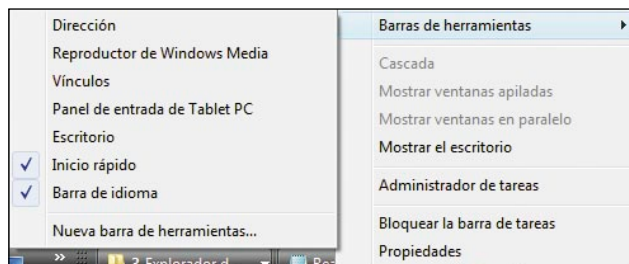 Dirección
Reproductor de Windows Media
Vínculos
Panel de entrada de Tablet PC
Escritorio
Inicio rápido
Barra de idioma
Nueva barra de herramientas...
Barras de herramientas
Cascada
Mostrar ventanas apiladas
Mostrar ventanas en paralelo
Mostrar el escritorio
Administrador de tareas
Bloquear la barra de tareas
Propiedades
3 Explorador d...